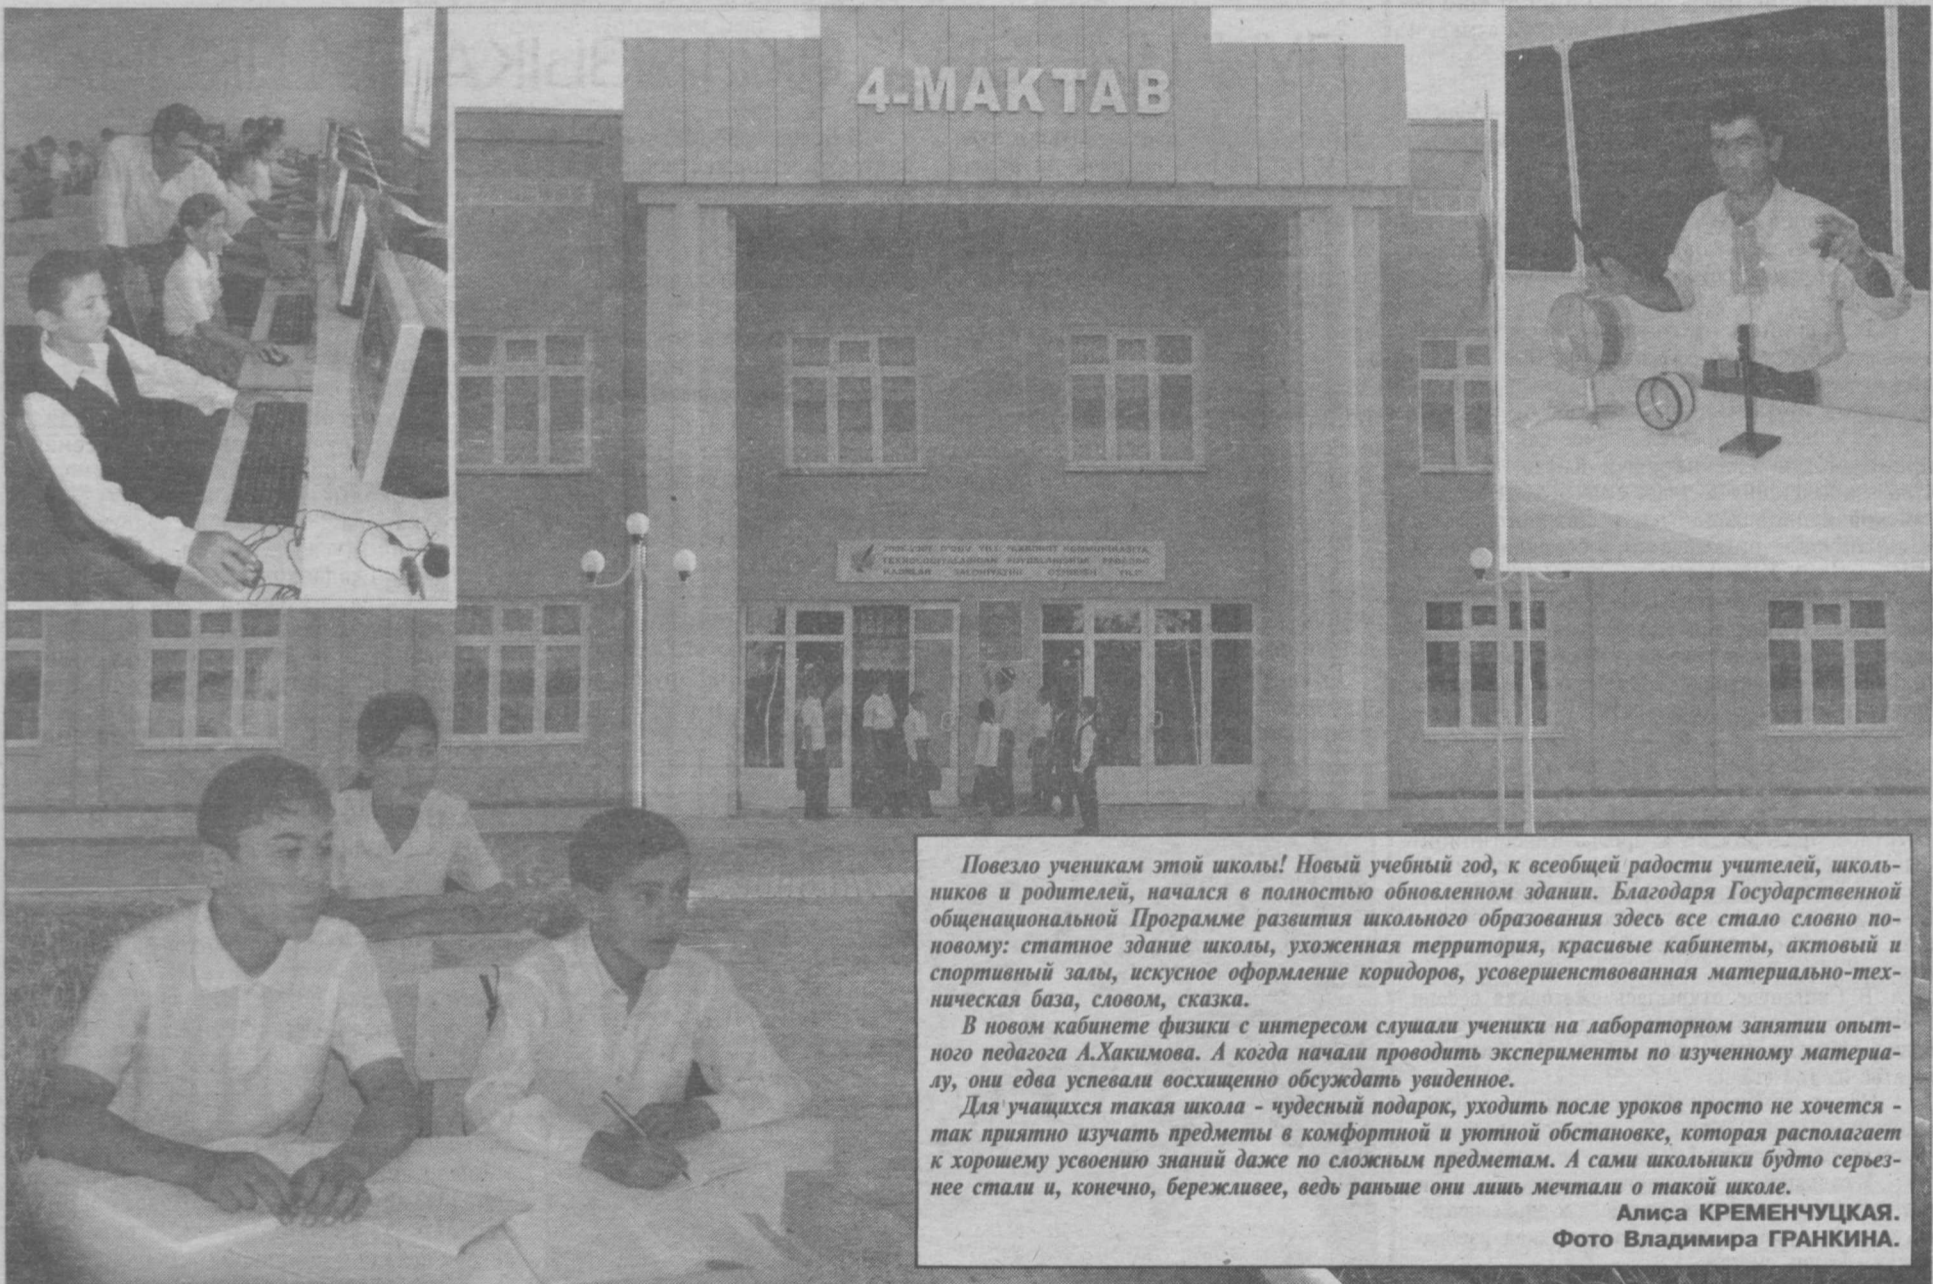 4-МАКТАВ
Повезло ученикам этой школы! Новый учебный год, к всеобщей радости учителей, школь-
ников и родителей, начался в полностью обновленном здании. Благодаря Государственной
общенациональной Программе развития школьного образования здесь все стало словно по-
новому: статное здание школы, ухоженная территория, красивые кабинеты, актовый и
спортивный залы, искусное оформление коридоров, усовершенствованная материально-тех-
ническая база, словом, сказка.
В новом кабинете физики с интересом слушали ученики на лабораторном занятии опыт-
ного педагога А.Хакимова. А когда начали проводить эксперименты по изученному материа-
лу, они едва успевали восхищенно обсуждать увиденное.
Для учащихся такая школа - чудесный подарок, уходить после уроков просто не хочется -
так приятно изучать предметы в комфортной и уютной обстановке, которая располагает
к хорошему усвоению знаний даже по сложным предметам. А сами школьники будто серьез-
нее стали и, конечно, бережливее, ведь раньше они лишь мечтали о такой школе.
Алиса КРЕМЕНЧУЦКАЯ.
Фото Владимира ГРАНКИНА.